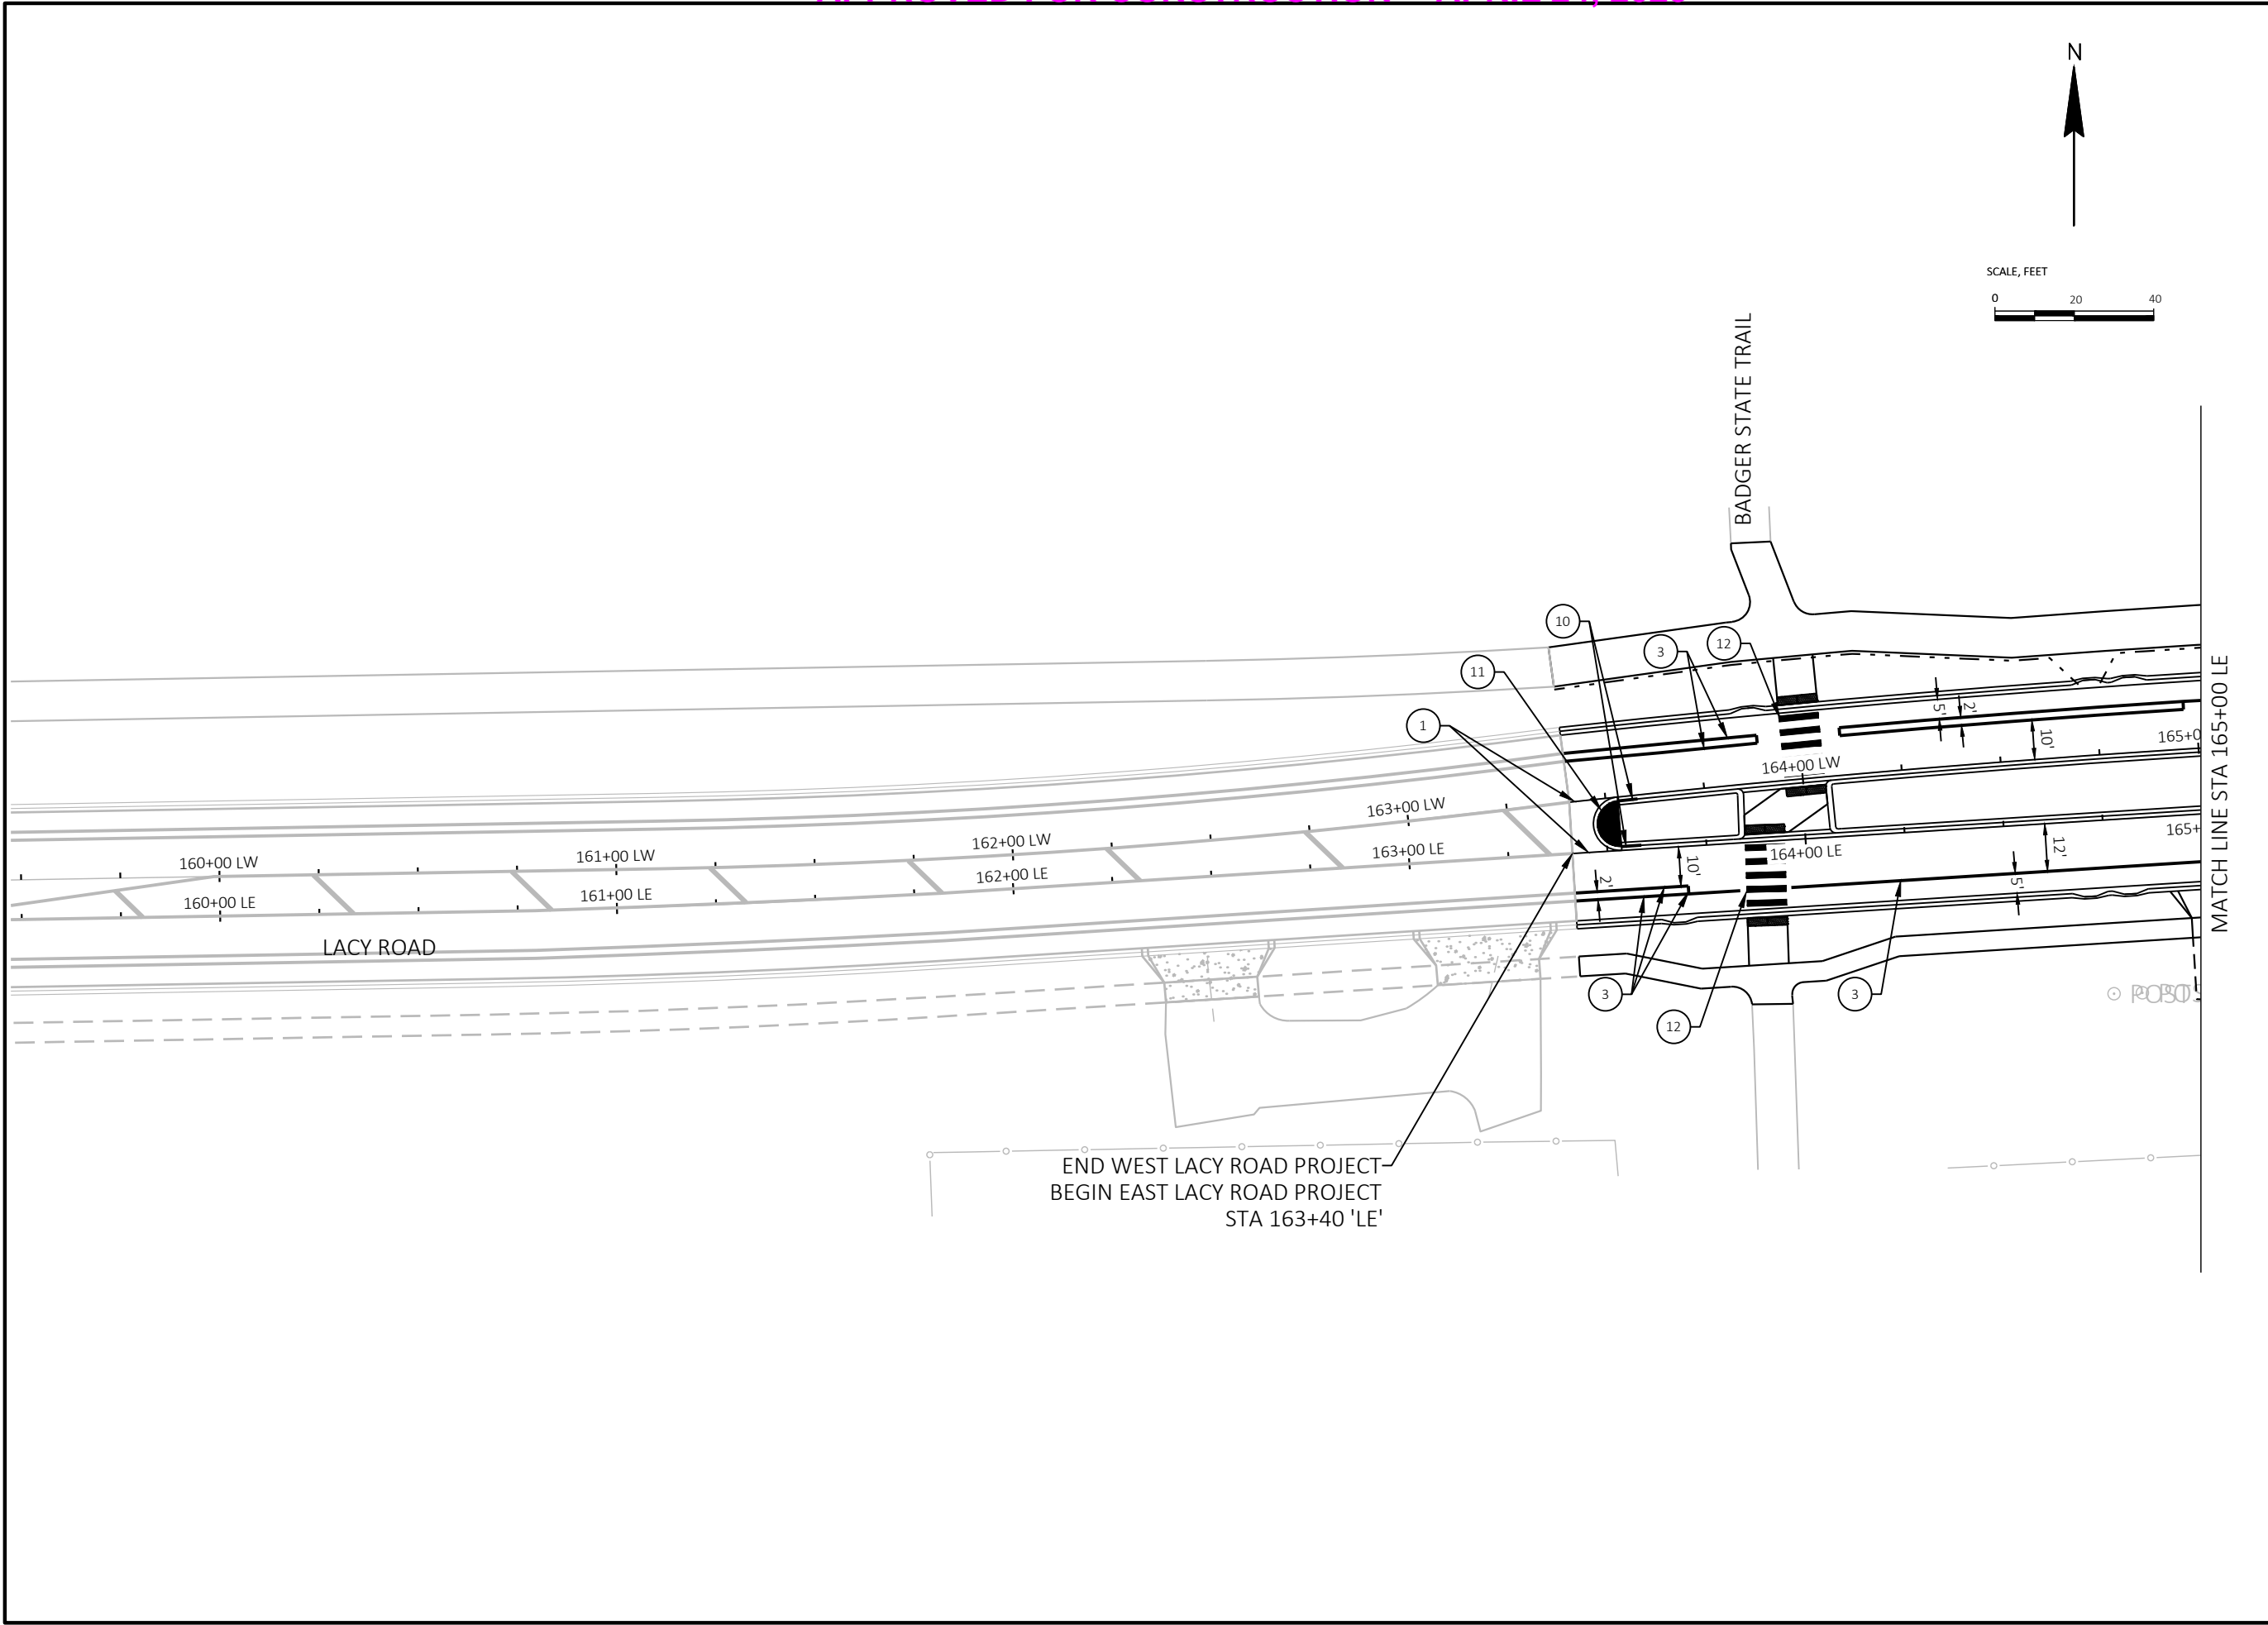 N
SCALE, FEET
0 20 40
BADGER STATE TRAIL
10
3
12
11
1
5'
2'
10'
165+0
164+00 LW
163+00 LW
162+00 LW
161+00 LW
160+00 LW
165+
164+00 LE
163+00 LE
162+00 LE
161+00 LE
160+00 LE
2'
10'
12'
5'
LACY ROAD
MATCH LINE STA 165+00 LE
3
12
3
END WEST LACY ROAD PROJECT
BEGIN EAST LACY ROAD PROJECT
STA 163+40 'LE'